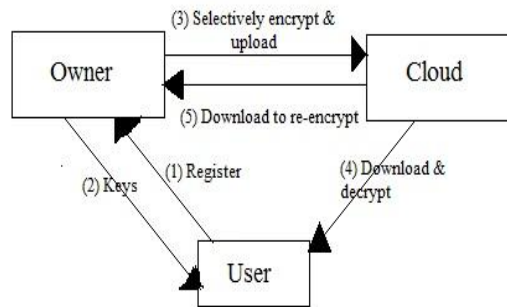 (3) Selectively encrypt &
upload
Owner
Cloud
(5) Download to re-encrypt
(1) Register
(4) Download &
decrypt
(2) Keys
User